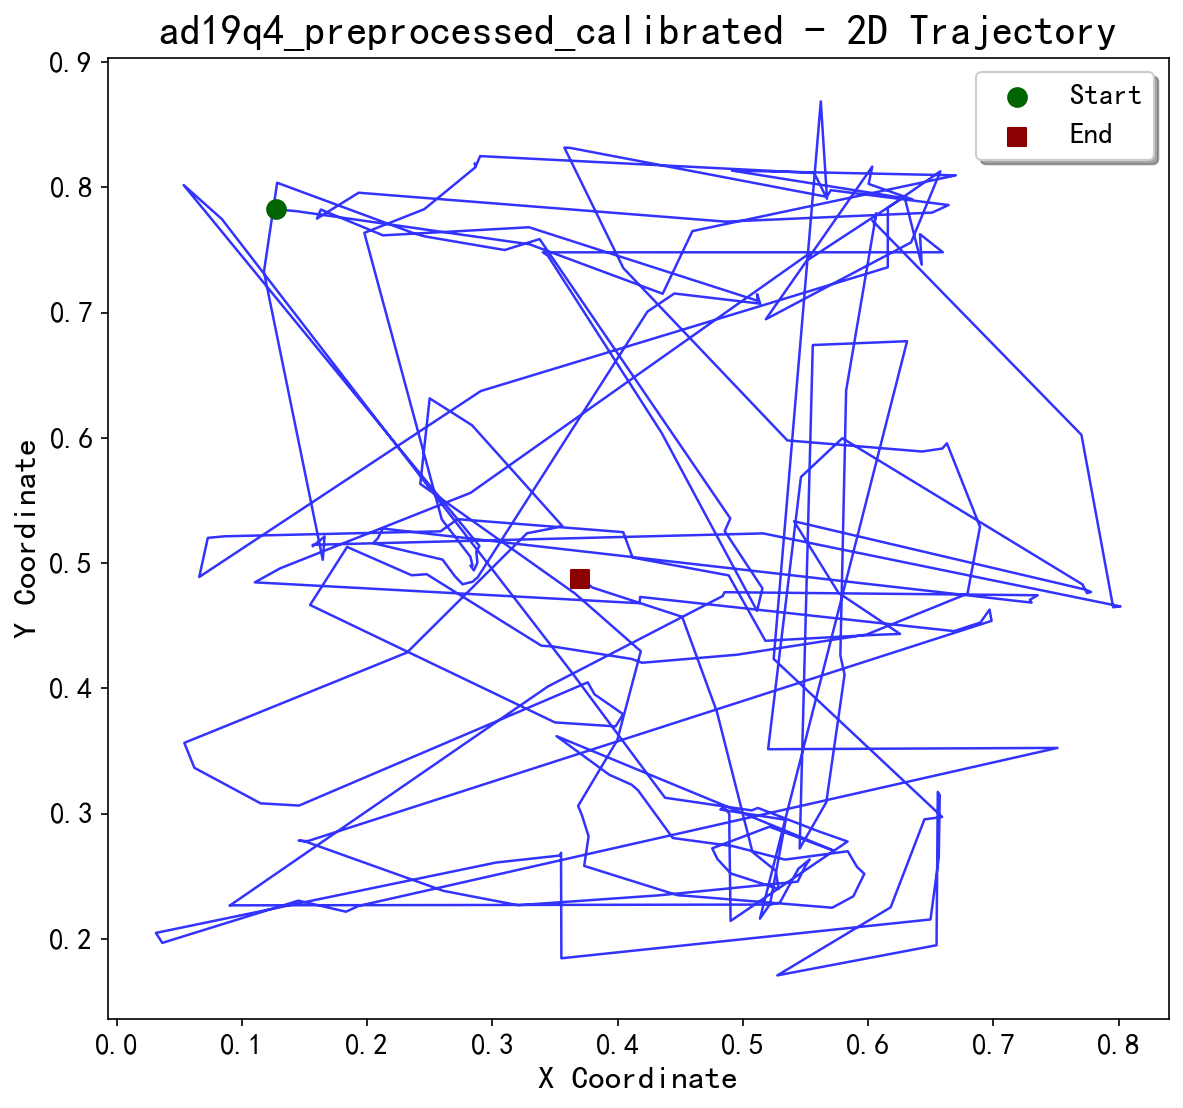 ad19q4_preprocessed_calibrated - 2D Trajectory
Start
End
Y Coordinate
0.9
0.8
0.7
0.6
0.5
0.4
0.3
0.2
0.0 0.1 0.2 0.3 0.4 0.5 0.6 0.7 0.8
X Coordinate